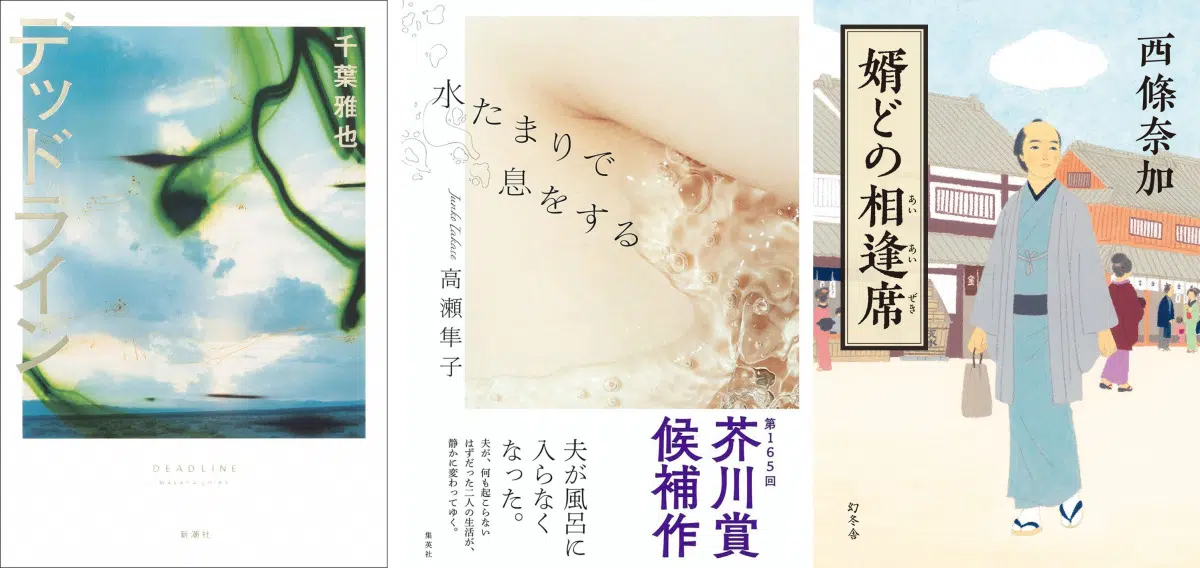 デッドライン
千葉雅也
DEADLINE
MASAYA CHIBA
新潮社
水たまりで
息をする
Junko Takase
高瀬隼子
第165回
芥川賞
候補作
夫が風呂に
入らなく
なった。
夫が、何も起こらない
はずだった二人の生活が、
静かに変わってゆく。
集英社
西條奈加
婿どの相逢席
あい
あい
ぜき
幻冬舎